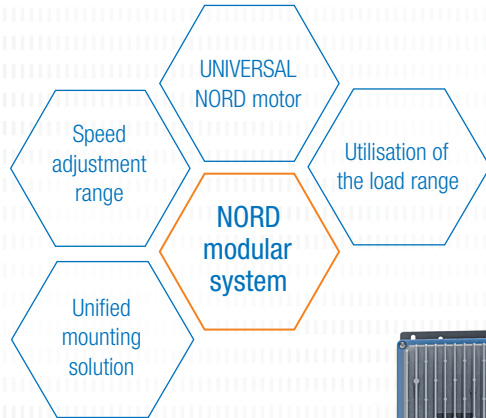 UNIVERSAL
NORD motor
Speed
adjustment
range
Utilisation of
the load range
NORD
modular
system
Unified
mounting
solution